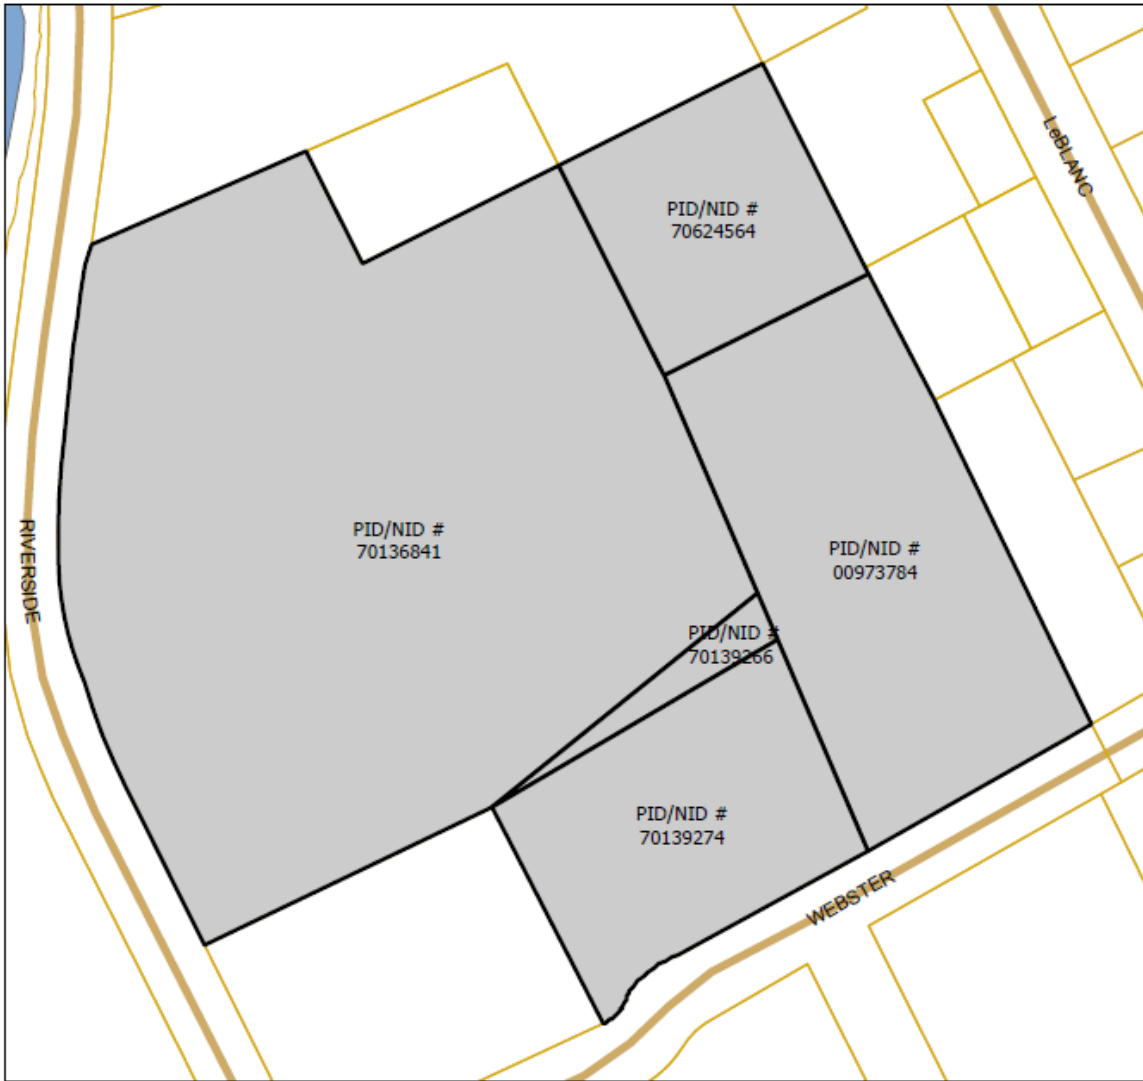 LeBLANC
PID/NID #
70624564
PID/NID #
70136841
RIVERSIDE
PID/NID #
00973784
PID/NID #
70139266
PID/NID #
70139274
WEBSTER